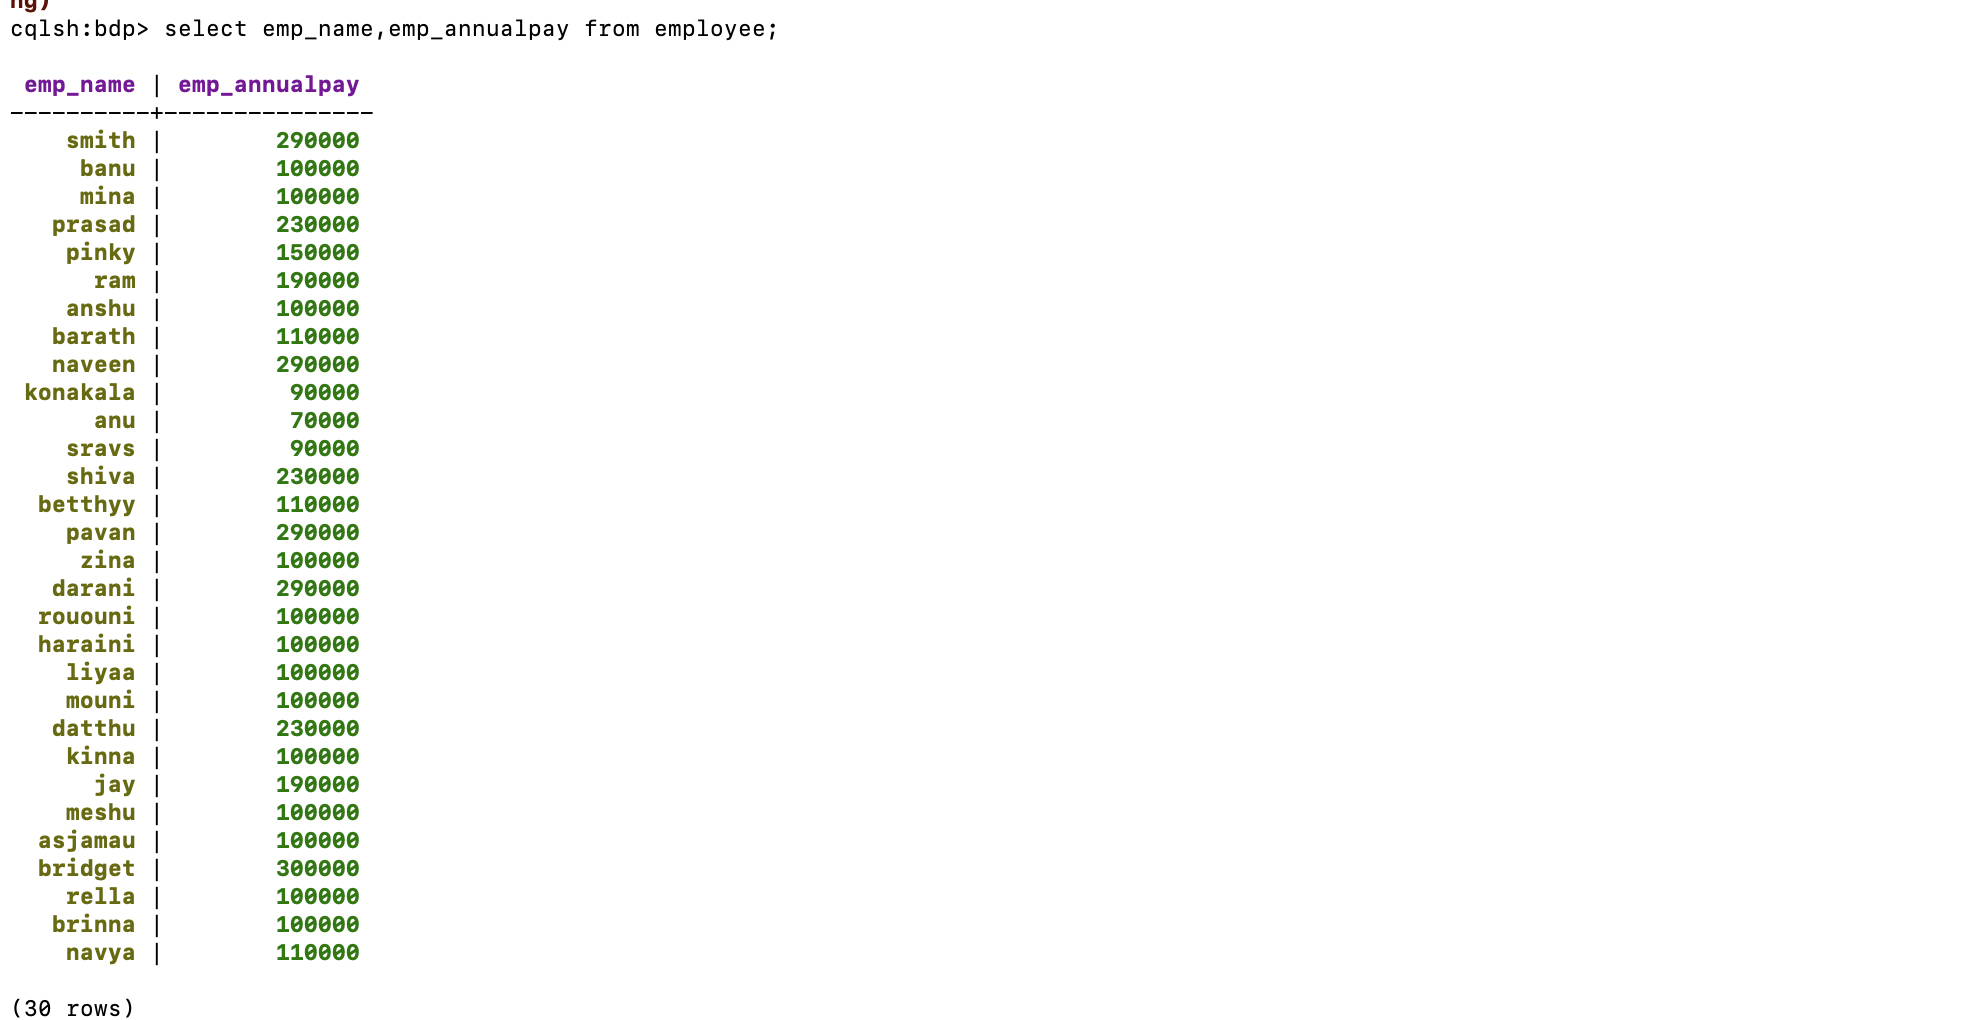 ng)
cqlsh:bdp> select emp_name,emp_annualpay from employee;
 emp_name | emp_annualpay
----------+---------------
    smith |        290000
     banu |        100000
     mina |        100000
   prasad |        230000
    pinky |        150000
      ram |        190000
    anshu |        100000
   barath |        110000
   naveen |        290000
 konakala |         90000
      anu |         70000
    sravs |         90000
    shiva |        230000
  betthyy |        110000
    pavan |        290000
     zina |        100000
   darani |        290000
  rououni |        100000
  haraini |        100000
    liyaa |        100000
    mouni |        100000
   datthu |        230000
    kinna |        100000
      jay |        190000
    meshu |        100000
  asjamau |        100000
  bridget |        300000
    rella |        100000
   brinna |        100000
    navya |        110000
(30 rows)